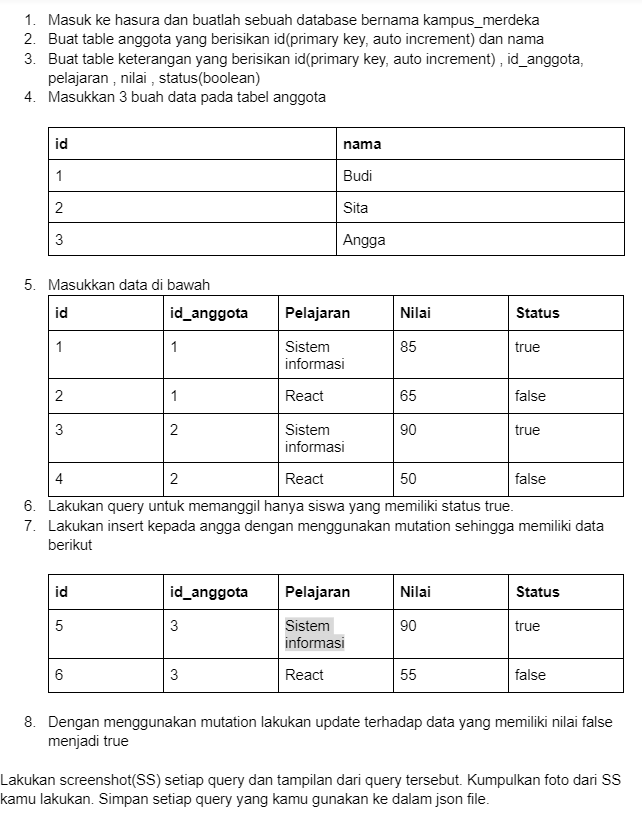 1. Masuk ke hasura dan buatlah sebuah database bernama kampus_merdeka
2. Buat table anggota yang berisikan id(primary key, auto increment) dan nama
3. Buat table keterangan yang berisikan id(primary key, auto increment) , id_anggota,
pelajaran , nilai , status(boolean)
4. Masukkan 3 buah data pada tabel anggota
id nama
1 Budi
2 Sita
3 Angga
5. Masukkan data di bawah
id id_anggota Pelajaran Nilai Status
1 1 Sistem 85 true
informasi
2 1 React 65 false
3 2 Sistem 90 true
informasi
4 2 React 50 false
6. Lakukan query untuk memanggil hanya siswa yang memiliki status true.
7. Lakukan insert kepada angga dengan menggunakan mutation sehingga memiliki data
berikut
id id_anggota Pelajaran Nilai Status
5 3 Sistem 90 true
informasi
6 3 React 55 false
8. Dengan menggunakan mutation lakukan update terhadap data yang memiliki nilai false
menjadi true
Lakukan screenshot(SS) setiap query dan tampilan dari query tersebut. Kumpulkan foto dari SS
kamu lakukan. Simpan setiap query yang kamu gunakan ke dalam json file.